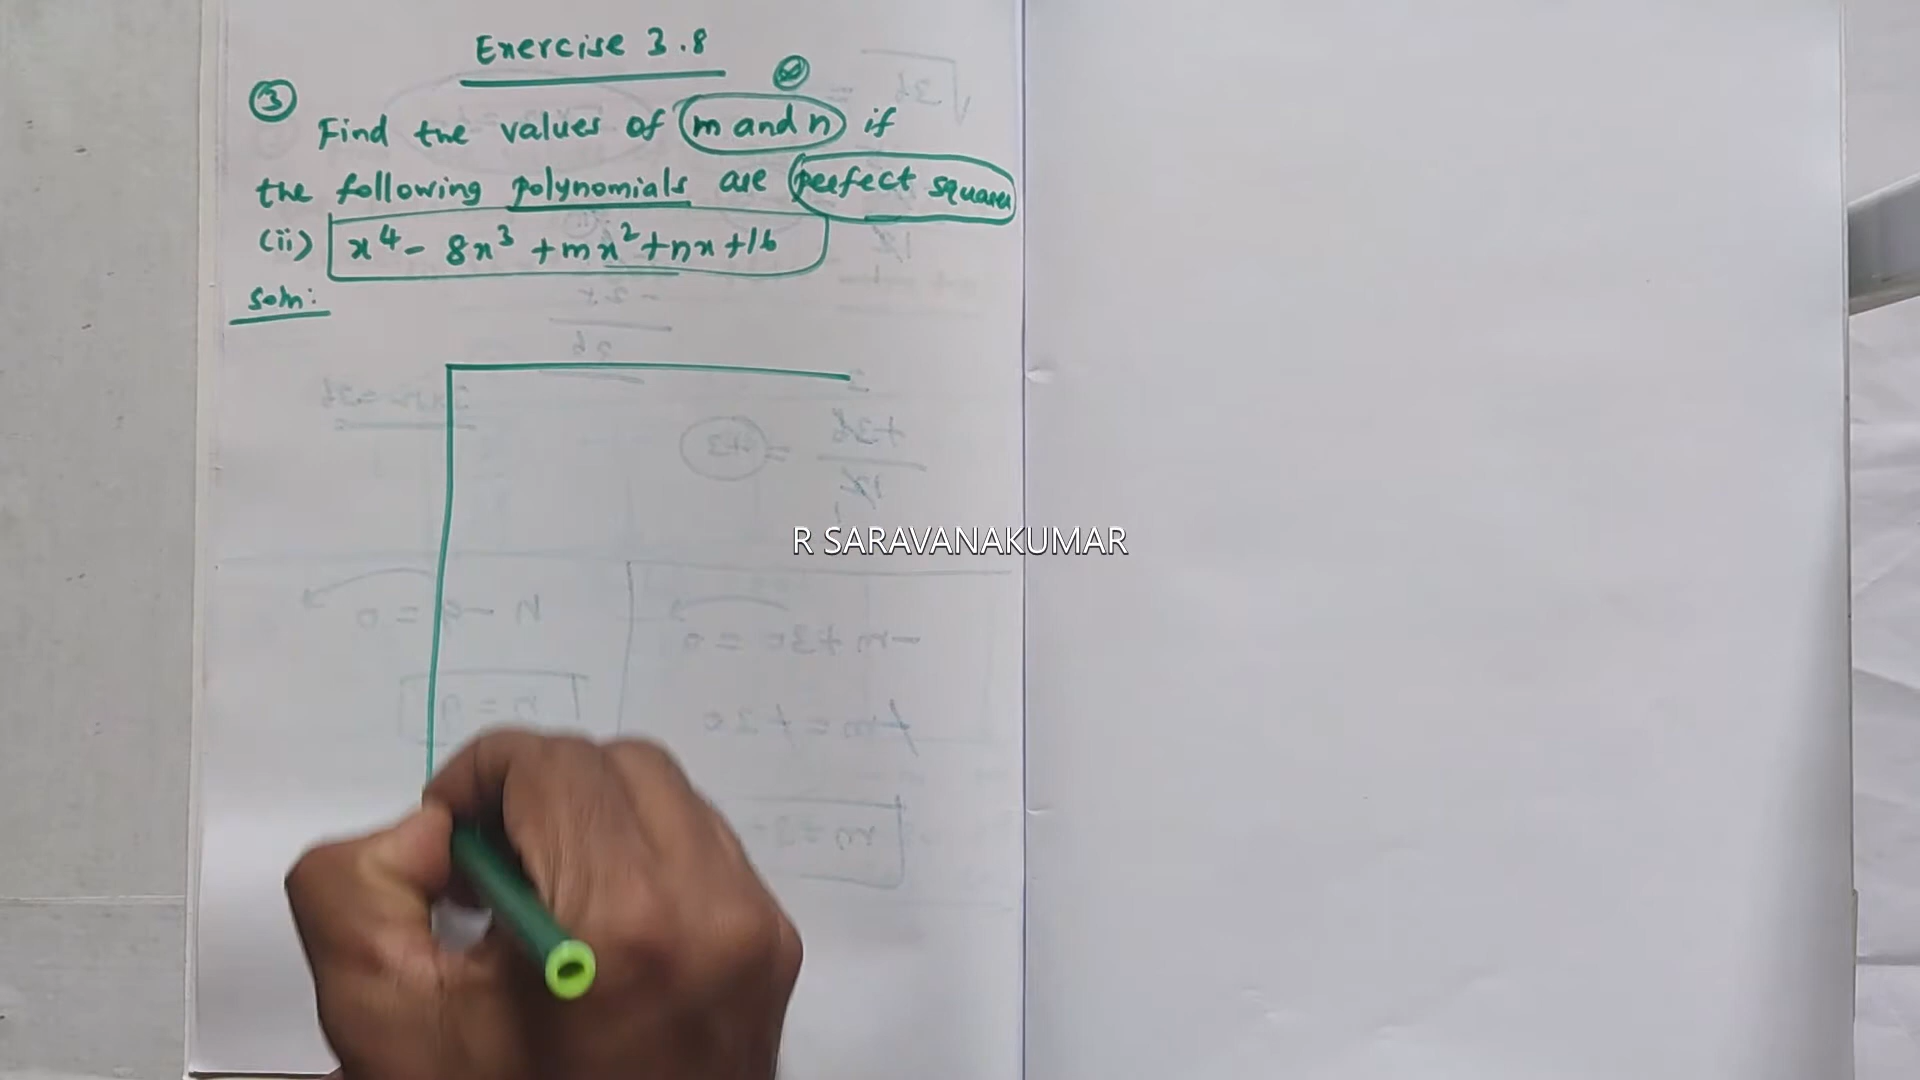 Exercise 3.8
③
Find the values of m and n if
the following polynomials are perfect squares
(ii) x⁴ - 8x³ + mx² + nx + 16
soln:
R SARAVANAKUMAR